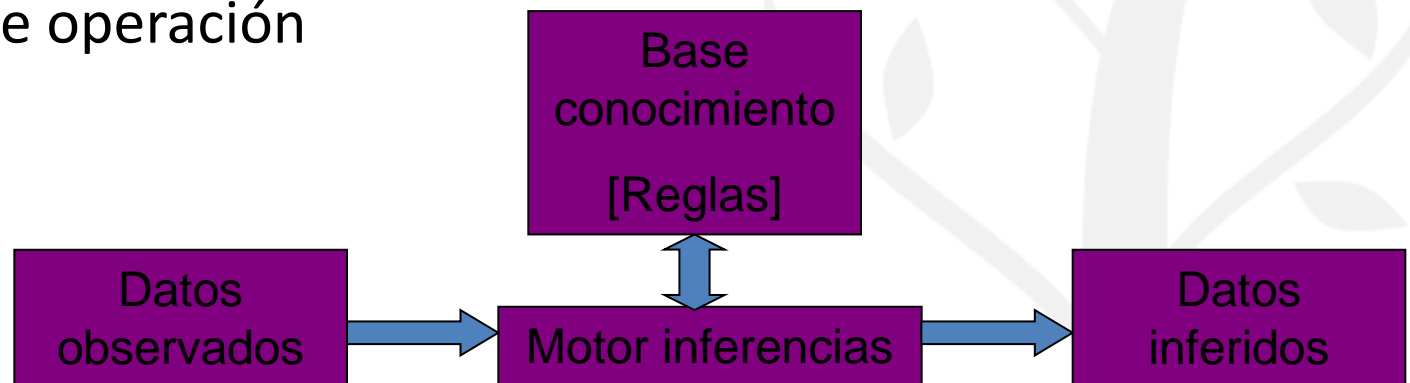 e operación
Base
conocimiento
[Reglas]
Datos
observados
Motor inferencias
Datos
inferidos